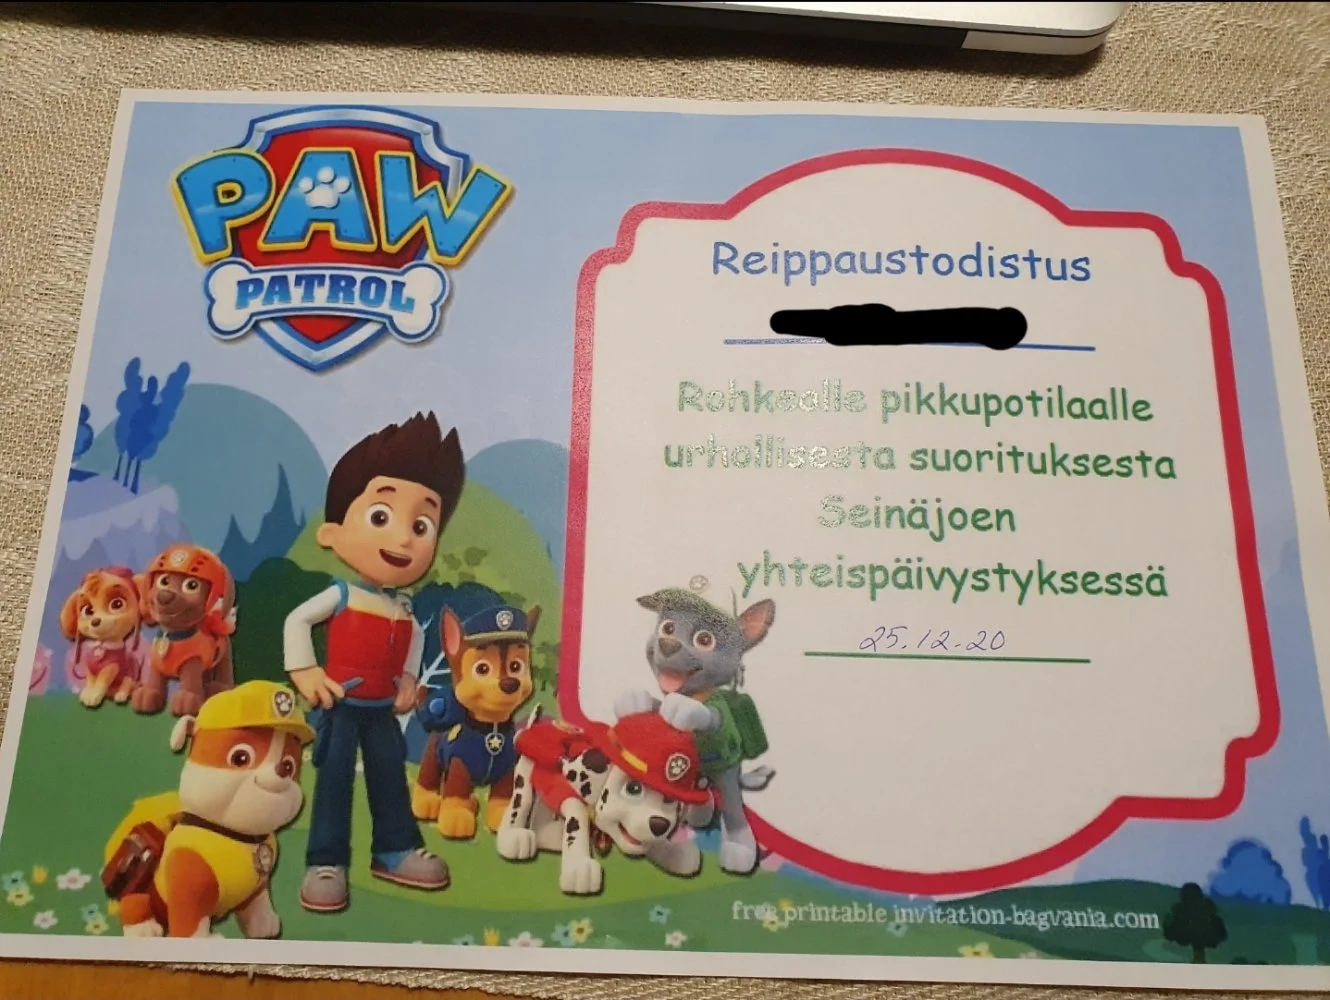 PAW
PATROL
Reippaustodistus
Rohkealle pikkupotilaalle
urhollisesta suorituksesta
Seinäjoen
yhteispäivystyksessä
25.12.20
free printable invitation-bagvania.com